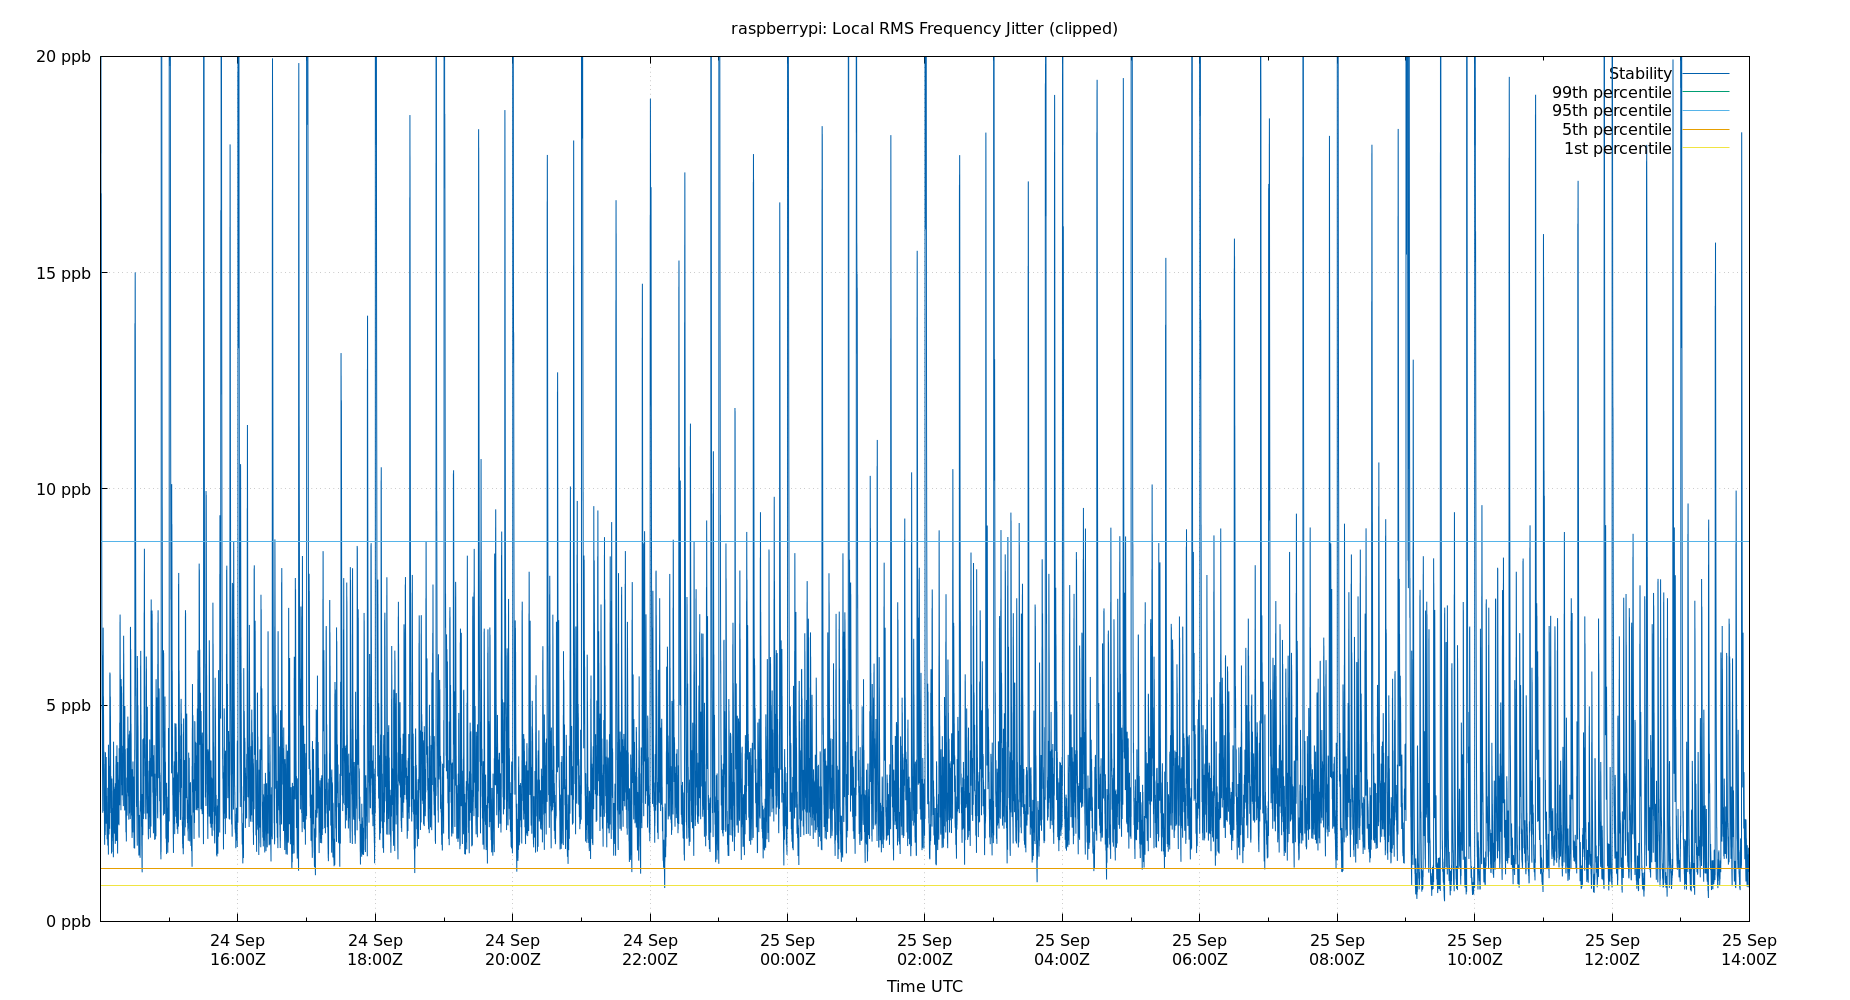 raspberrypi: Local RMS Frequency Jitter (clipped)
20 ppb
15 ppb
10 ppb
5 ppb
0 ppb
Stability
99th percentile
95th percentile
5th percentile
1st percentile
24 Sep 24 Sep 24 Sep 24 Sep 25 Sep 25 Sep 25 Sep 25 Sep 25 Sep 25 Sep 25 Sep 25 Sep
16:00Z 18:00Z 20:00Z 22:00Z 00:00Z 02:00Z 04:00Z 06:00Z 08:00Z 10:00Z 12:00Z 14:00Z
Time UTC